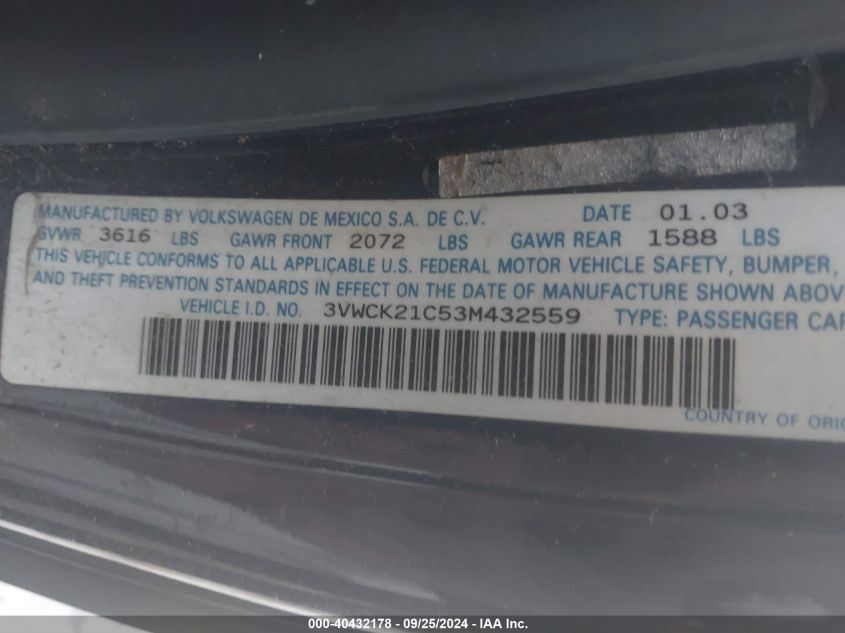 MANUFACTURED BY VOLKSWAGEN DE MEXICO S.A. DE C.V. DATE 01.03
GVWR 3616 LBS GAWR FRONT 2072 LBS GAWR REAR 1588 LBS
THIS VEHICLE CONFORMS TO ALL APPLICABLE U.S. FEDERAL MOTOR VEHICLE SAFETY, BUMPER,
AND THEFT PREVENTION STANDARDS IN EFFECT ON THE DATE OF MANUFACTURE SHOWN ABOV
VEHICLE I.D. NO. 3VWCK21C53M432559 TYPE: PASSENGER CAR
COUNTRY OF ORIG
000-40432178 - 09/25/2024 - IAA Inc.